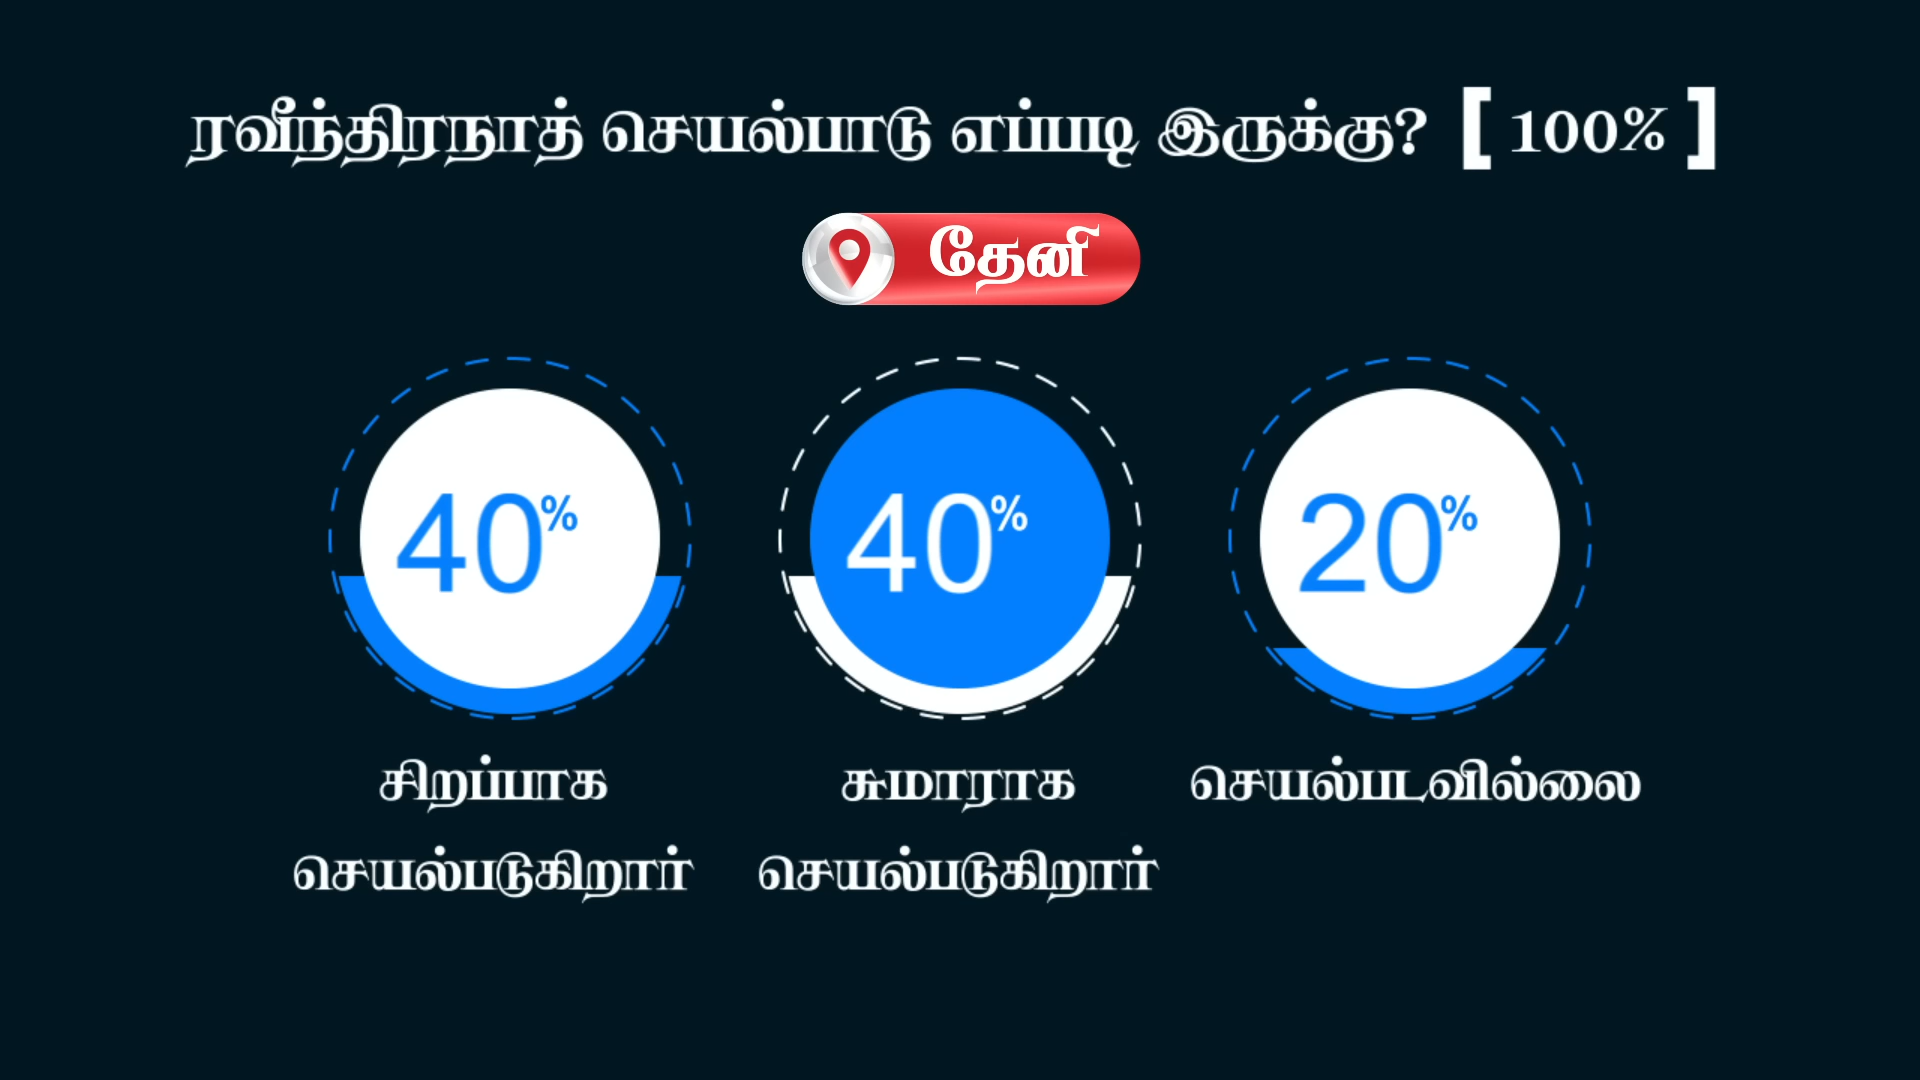 ரவீந்திரநாத் செயல்பாடு எப்படி இருக்கு? [ 100% ]
தேனி
40%
40%
20%
சிறப்பாக
செயல்படுகிறார்
சுமாராக
செயல்படுகிறார்
செயல்படவில்லை